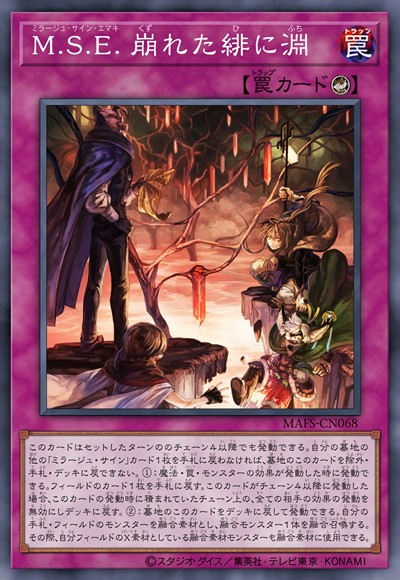 ミラージュ・サイン・エマキ くず ひ ふち
M.S.E. 崩れた緋に淵
トラップ
罠
トラップ
【罠カード】
MAFS-CN068
このカードはセットしたターンののチェーン4以降でも発動できる。自分の墓地
の他の「ミラージュ・サイン」カード1枚を手札に戻わなければ、墓地のこのカードを除外・
手札・デッキに戻できない。①：魔法・罠・モンスターの効果が発動した時に発動で
きる。フィールドのカード1枚を手札に戻す。このカードがチェーン4以降に発動した
場合、このカードの発動時に積まれていたチェーン上の、全ての相手の効果の発動を
無効にしデッキに戻す。②：墓地のこのカードをデッキに戻して発動できる。自分の
手札・フィールドのモンスターを融合素材とし、融合モンスター1体を融合召喚する。
その際、自分フィールドのX素材としているモンスターも融合素材に使用できる。
©スタジオ・ダイス／集英社・テレビ東京・KONAMI